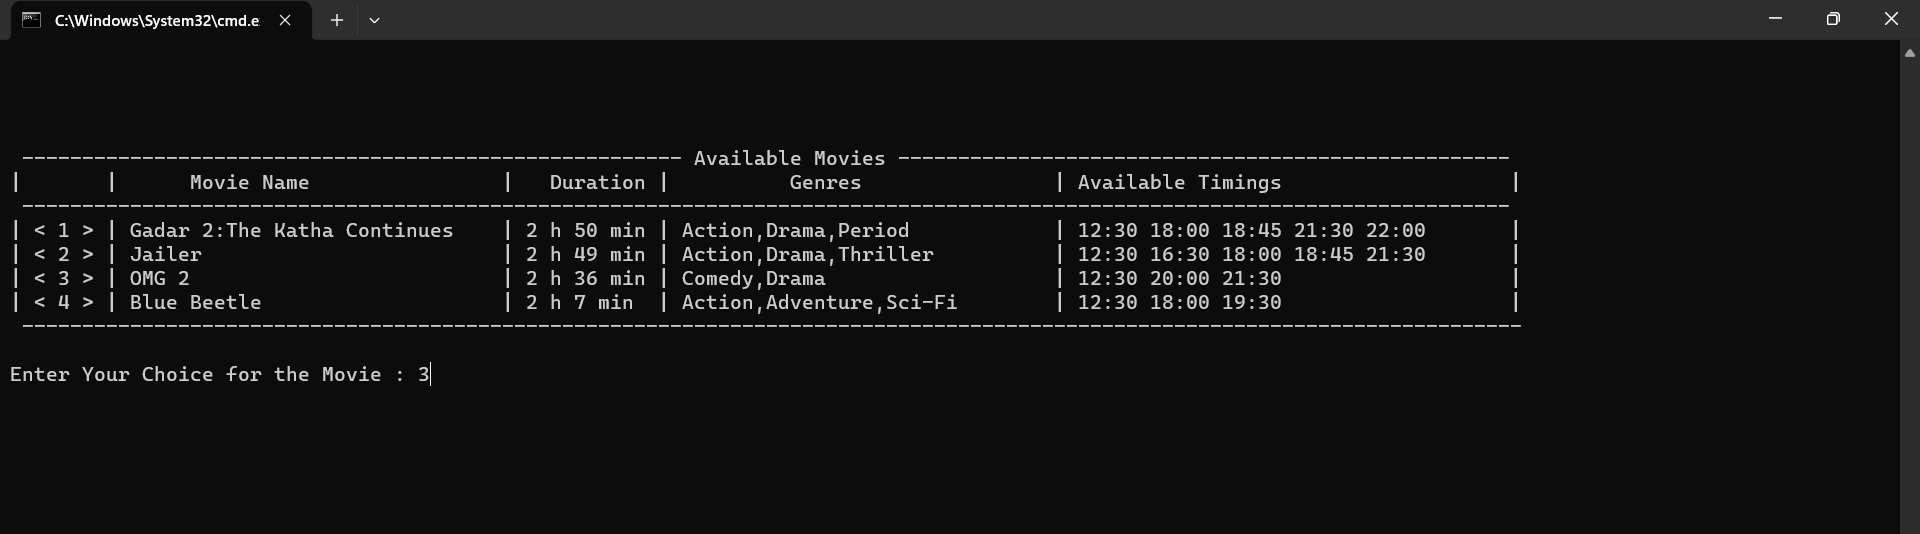 C:\Windows\System32\cmd.e
------------------------------------------------------- Available Movies ---------------------------------------------------
|       |      Movie Name                |   Duration |          Genres                | Available Timings                   |
----------------------------------------------------------------------------------------------------------------------------
| < 1 > | Gadar 2:The Katha Continues    | 2 h 50 min | Action,Drama,Period            | 12:30 18:00 18:45 21:30 22:00       |
| < 2 > | Jailer                         | 2 h 49 min | Action,Drama,Thriller          | 12:30 16:30 18:00 18:45 21:30       |
| < 3 > | OMG 2                          | 2 h 36 min | Comedy,Drama                   | 12:30 20:00 21:30                   |
| < 4 > | Blue Beetle                    | 2 h 7 min  | Action,Adventure,Sci-Fi        | 12:30 18:00 19:30                   |
-----------------------------------------------------------------------------------------------------------------------------
Enter Your Choice for the Movie : 3